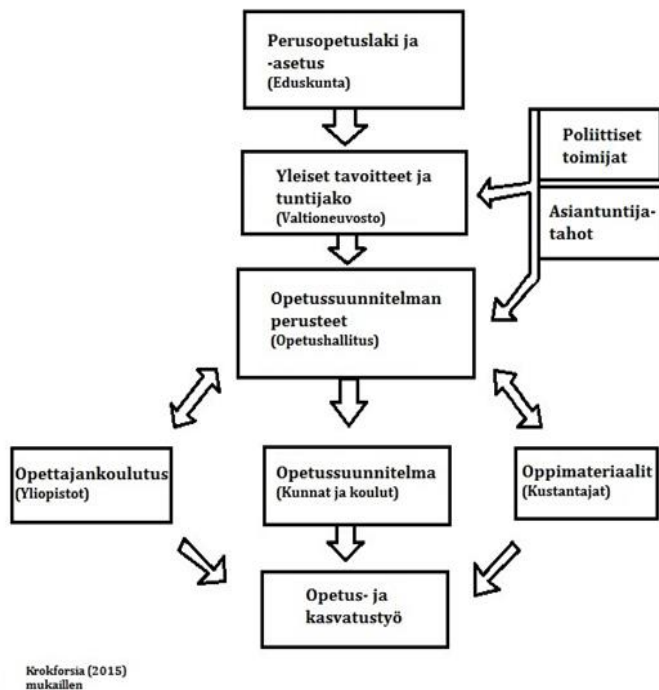 Perusopetuslaki ja
-asetus
(Eduskunta)
Poliittiset
toimijat
Yleiset tavoitteet ja
tuntijako
(Valtioneuvosto)
Asiantuntija-
tahot
Opetussuunnitelman
perusteet
(Opetushallitus)
Opettajankoulutus
(Yliopistot)
Opetussuunnitelma
(Kunnat ja koulut)
Oppimateriaalit
(Kustantajat)
Opetus- ja
kasvatustyö
Krokforsia (2015)
mukaillen